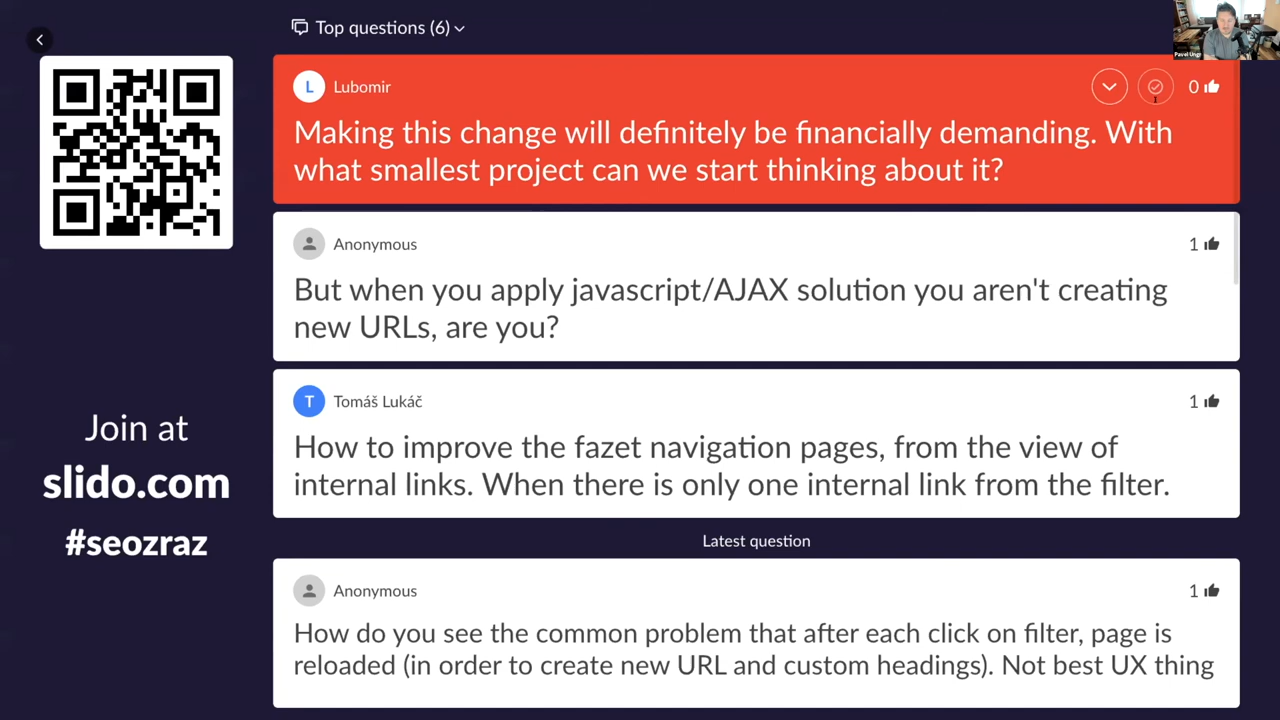 Top questions (6)
Pavel Ungr
L Lubomir 0
Making this change will definitely be financially demanding. With
what smallest project can we start thinking about it?
Anonymous 1
But when you apply javascript/AJAX solution you aren't creating
new URLs, are you?
T Tomáš Lukáč 1
How to improve the fazet navigation pages, from the view of
internal links. When there is only one internal link from the filter.
Join at
slido.com
#seozraz
Latest question
Anonymous 1
How do you see the common problem that after each click on filter, page is
reloaded (in order to create new URL and custom headings). Not best UX thing